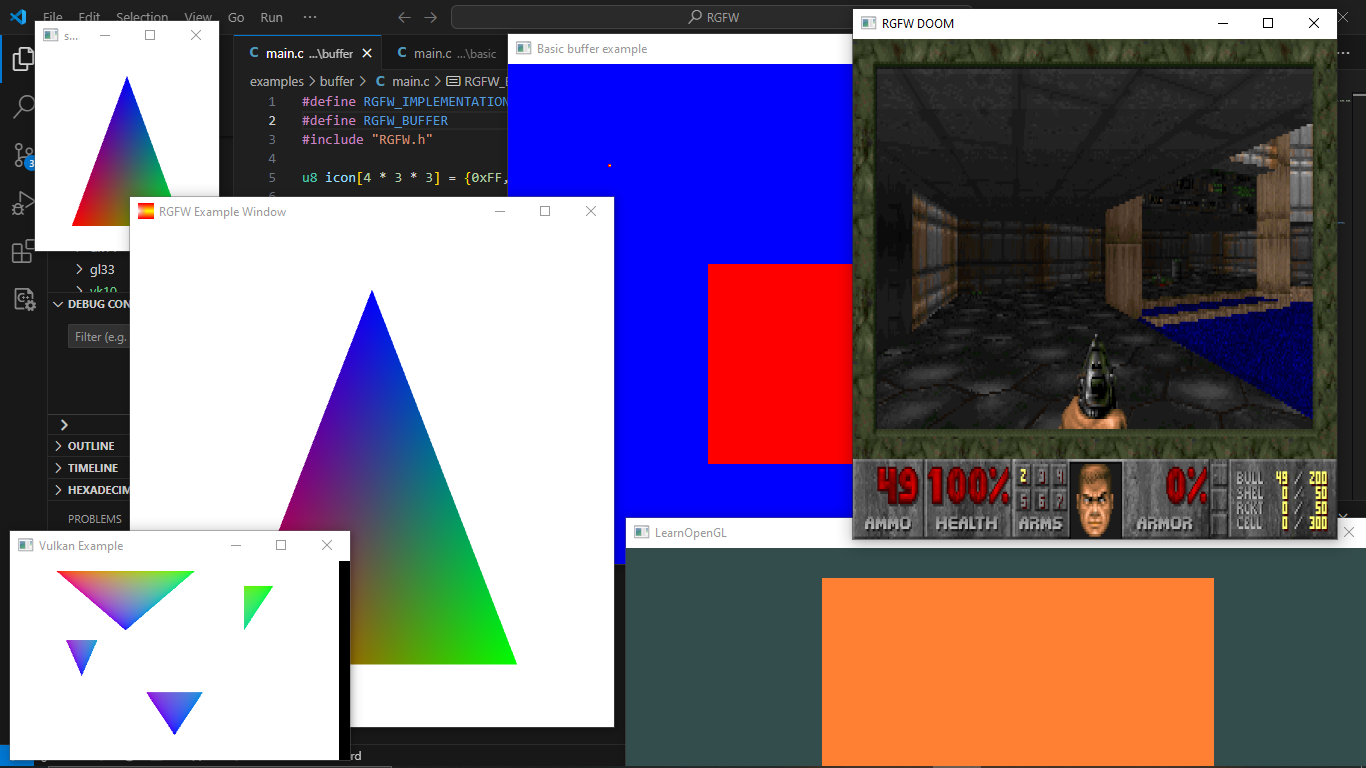 File Edit Selection View Go Run ···
RGFW
s...
main.c ...\buffer
main.c ...\basic
examples > buffer > C main.c >
1 #define RGFW_IMPLEMENTATION
2 #define RGFW_BUFFER
3 #include "RGFW.h"
4
5 u8 icon[4 * 3 * 3] = {0xFF,
Basic buffer example
RGFW DOOM
RGFW Example Window
3
gl33
vk10
DEBUG CON
Filter (e.g.
OUTLINE
TIMELINE
HEXADECIM
PROBLEMS
Vulkan Example
LearnOpenGL
49 100% 2 3 4 0% BULL 49 / 200
5 6 7 SHEL 0 / 50
RCKT 0 / 50
AMMO HEALTH ARMS ARMOR CELL 0 / 300